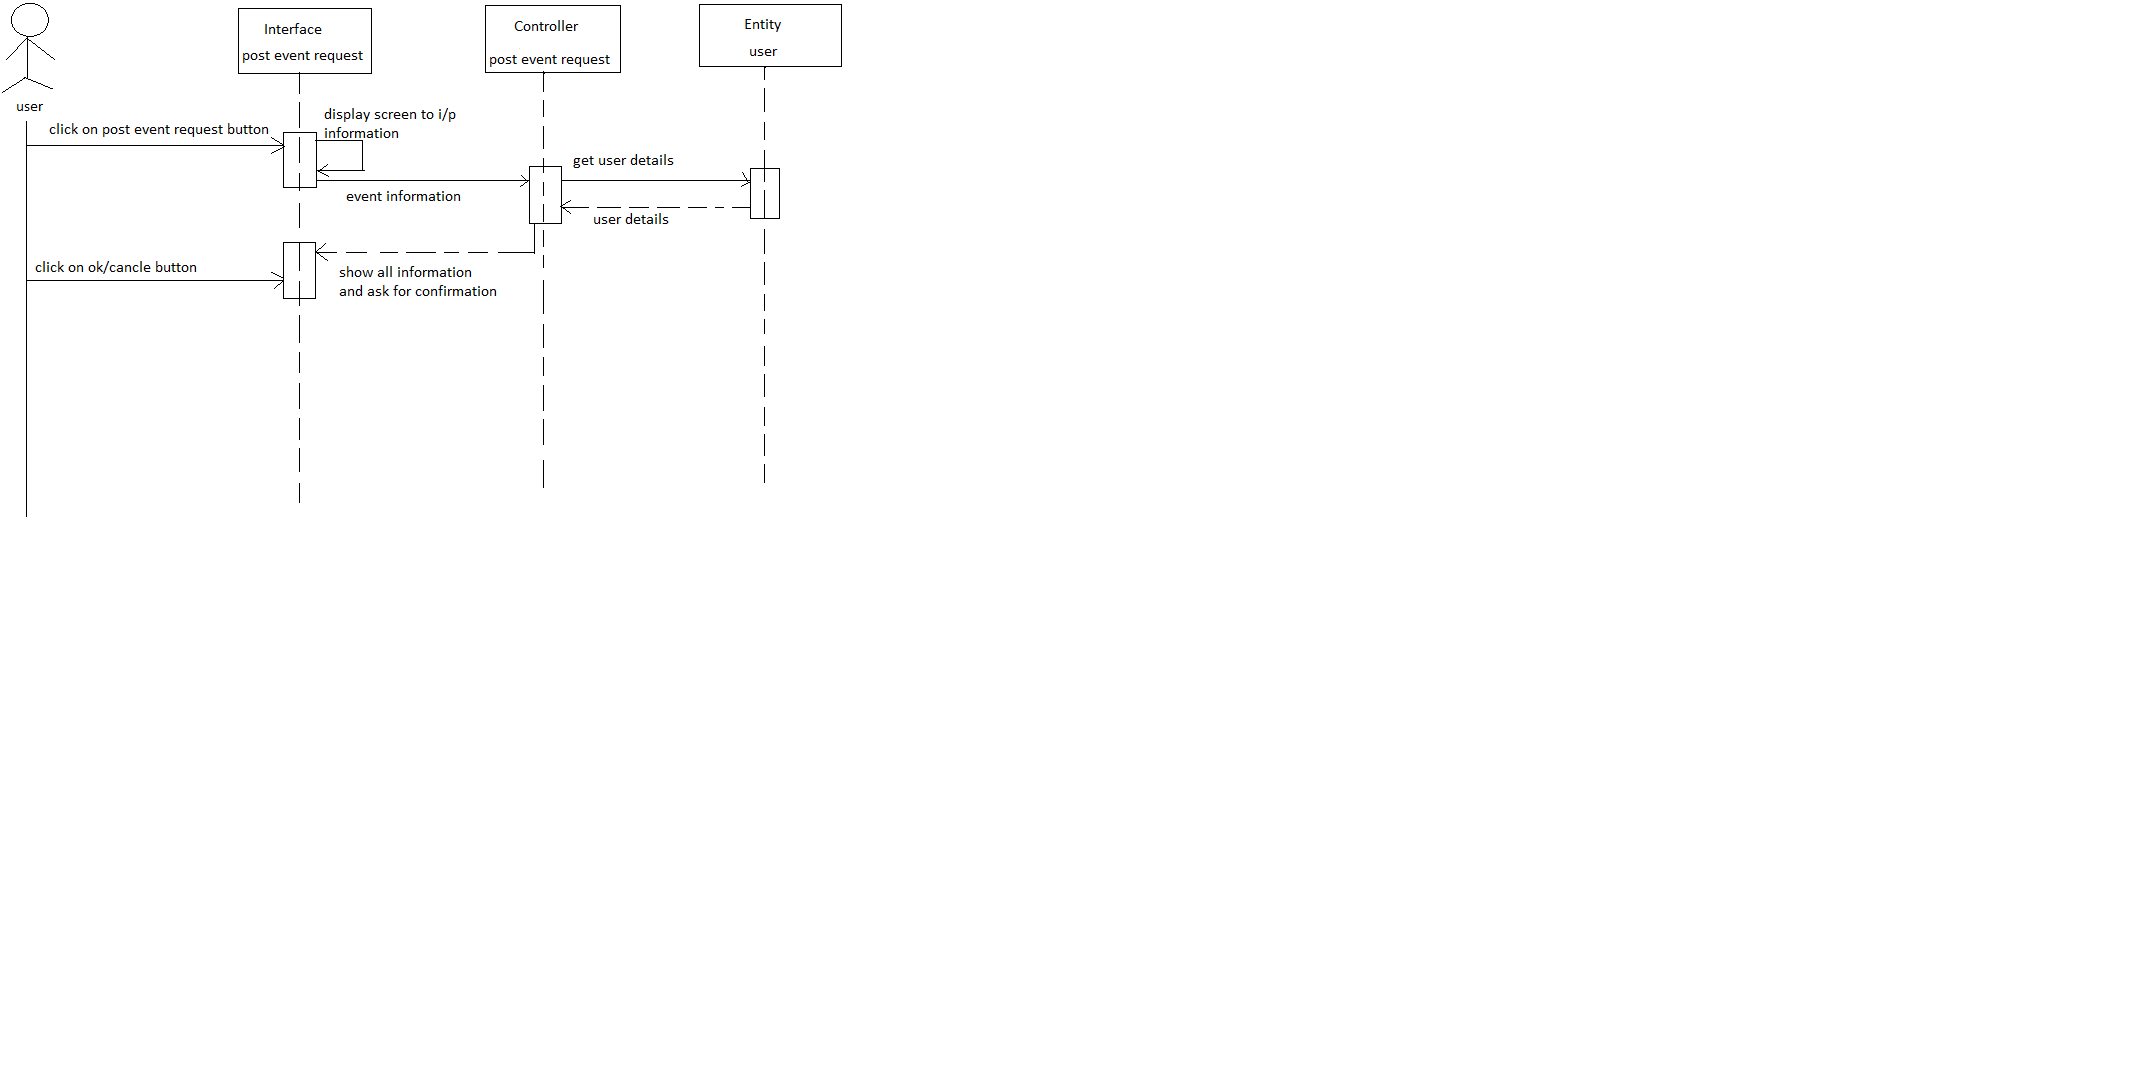 user
Interface
post event request
Controller
post event request
Entity
user
click on post event request button
display screen to i/p
information
event information
get user details
user details
show all information
and ask for confirmation
click on ok/cancle button